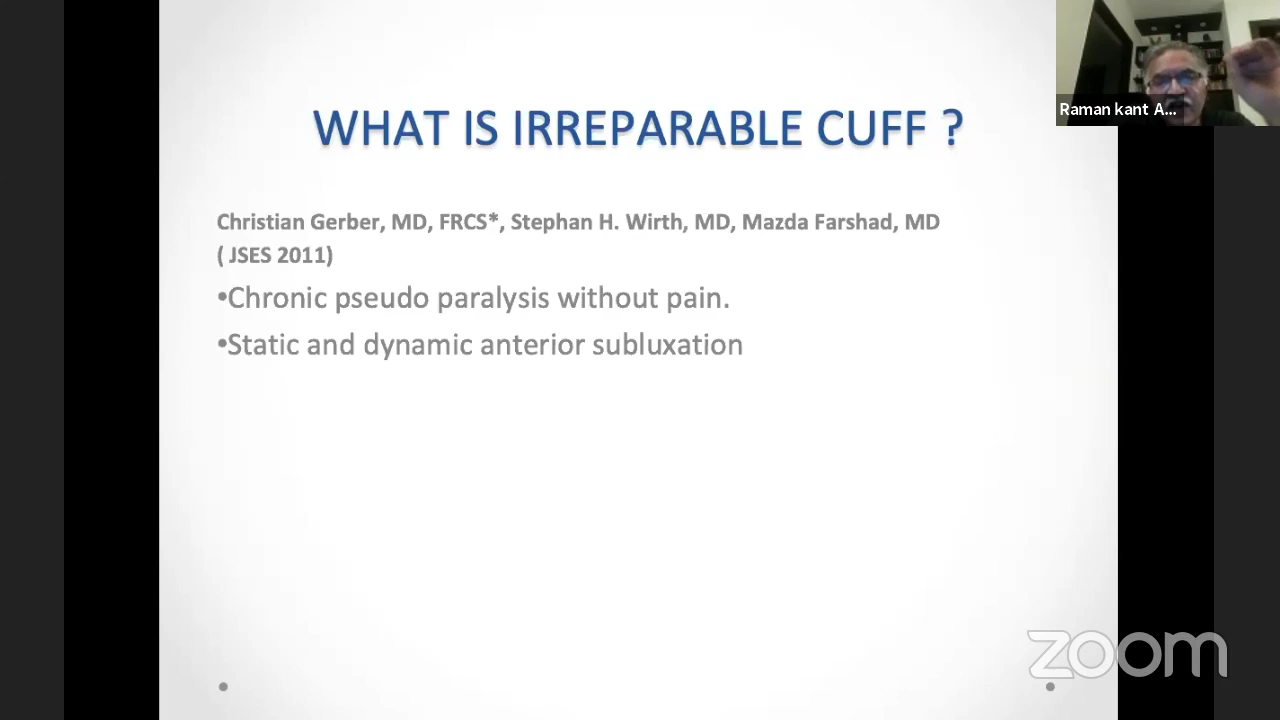 WHAT IS IRREPARABLE CUFF ?
Raman kant A...
Christian Gerber, MD, FRCS*, Stephan H. Wirth, MD, Mazda Farshad, MD
( JSES 2011)
•Chronic pseudo paralysis without pain.
•Static and dynamic anterior subluxation
zoom